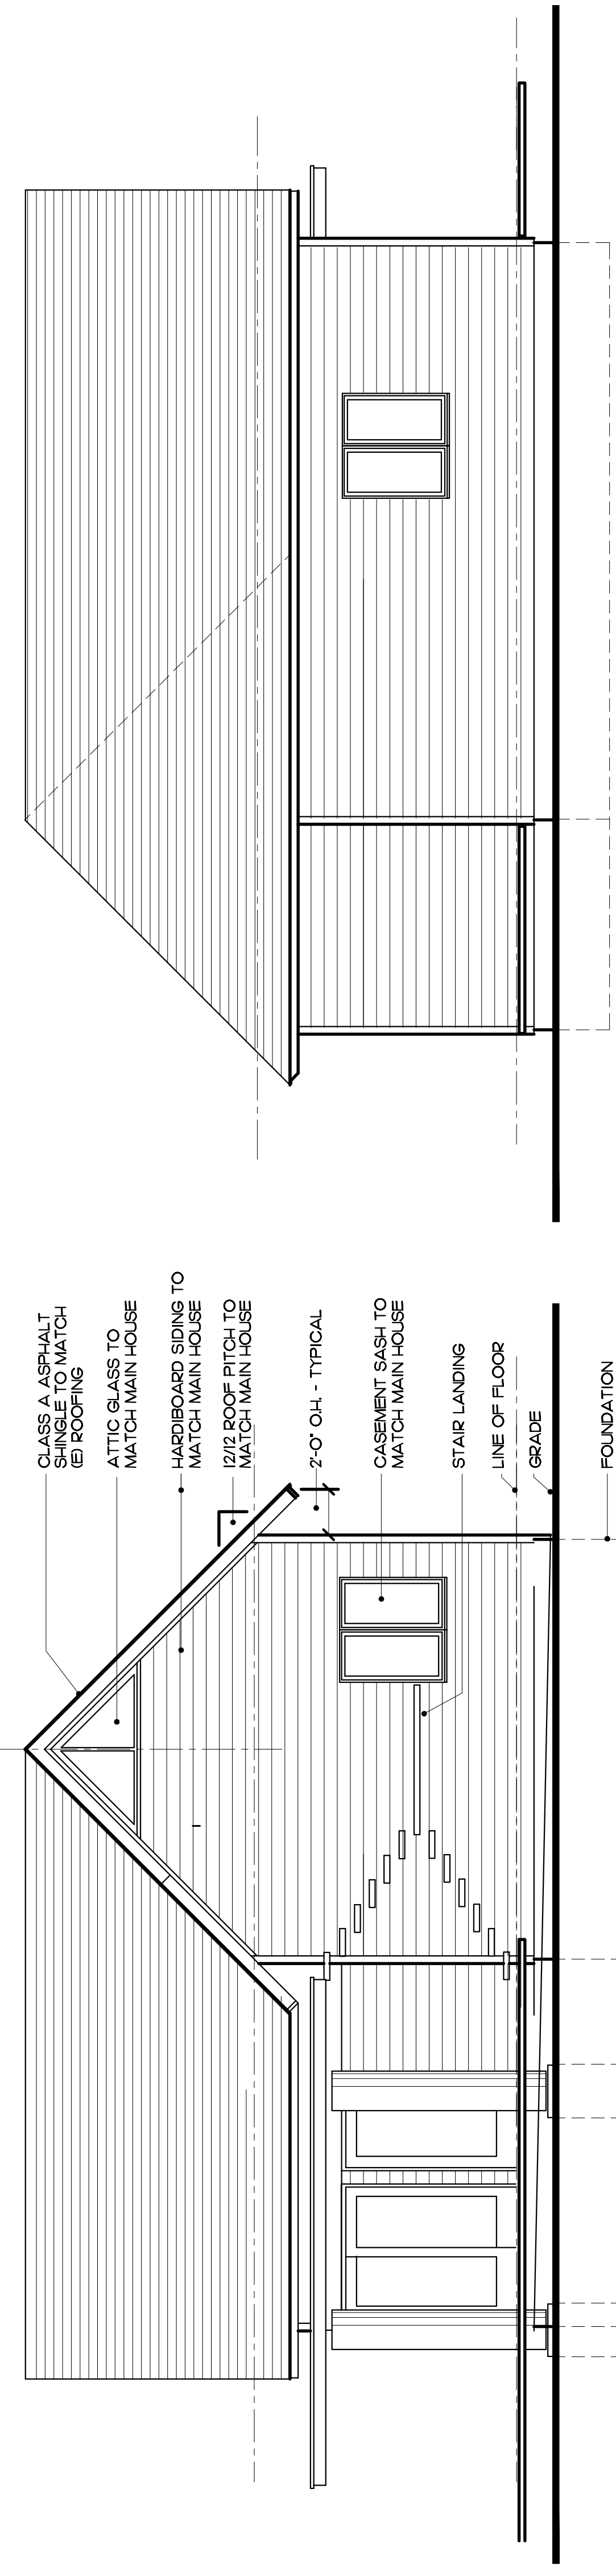 CLASS A ASPHALT
SHINGLE TO MATCH
(E) ROOFING
ATTIC GLASS TO
MATCH MAIN HOUSE
HARDIBOARD SIDING TO
MATCH MAIN HOUSE
12/12 ROOF PITCH TO
MATCH MAIN HOUSE
2'-0" O.H. - TYPICAL
CASEMENT SASH TO
MATCH MAIN HOUSE
STAIR LANDING
LINE OF FLOOR
GRADE
FOUNDATION